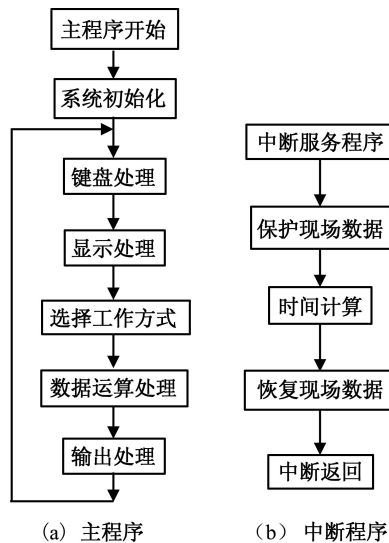 主程序开始
系统初始化
键盘处理
显示处理
选择工作方式
数据运算处理
输出处理
(a) 主程序
中断服务程序
保护现场数据
时间计算
恢复现场数据
中断返回
（b）中断程序